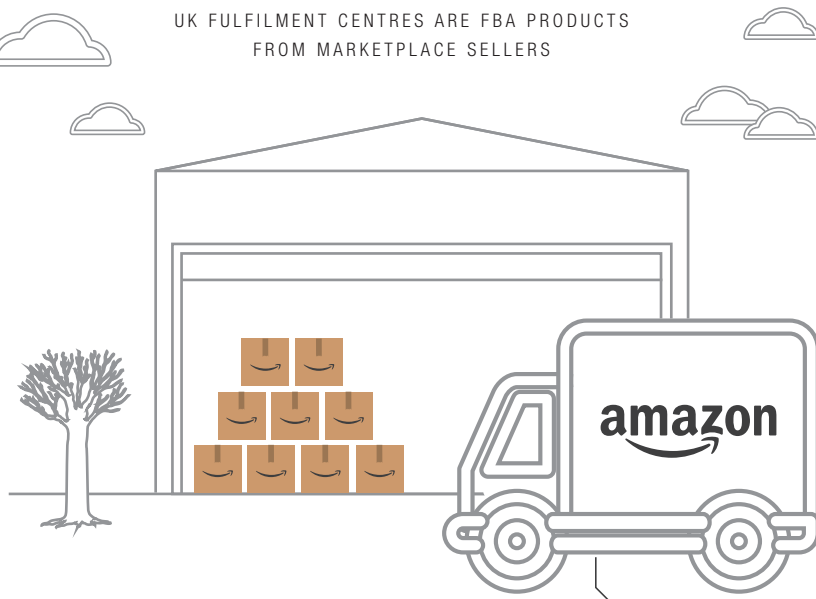 UK FULFILMENT CENTRES ARE FBA PRODUCTS
FROM MARKETPLACE SELLERS
amazon